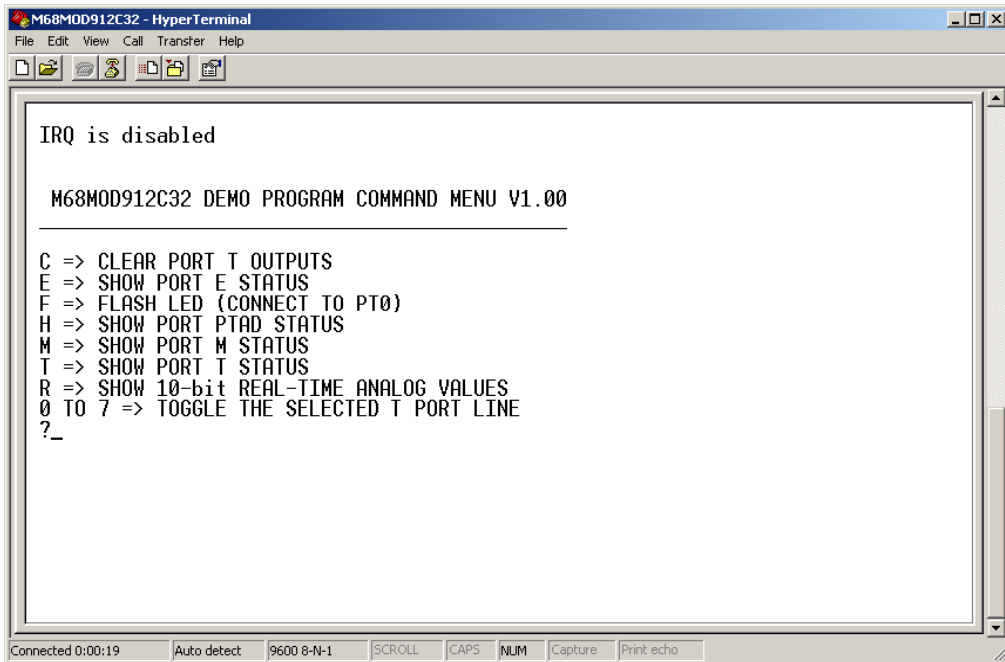 M68MOD912C32 - HyperTerminal
File Edit View Call Transfer Help
IRQ is disabled
M68MOD912C32 DEMO PROGRAM COMMAND MENU V1.00
C => CLEAR PORT T OUTPUTS
E => SHOW PORT E STATUS
F => FLASH LED (CONNECT TO PT0)
H => SHOW PORT PTAD STATUS
M => SHOW PORT M STATUS
T => SHOW PORT T STATUS
R => SHOW 10-bit REAL-TIME ANALOG VALUES
0 TO 7 => TOGGLE THE SELECTED T PORT LINE
?_
Connected 0:00:19 Auto detect 9600 8-N-1 SCROLL CAPS NUM Capture Print echo